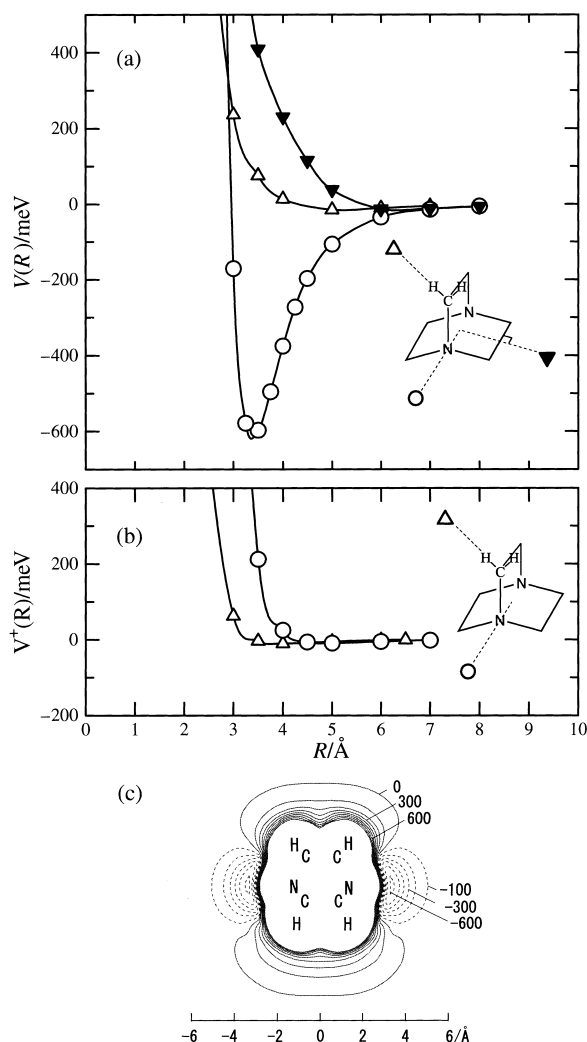 (a)
400
200
0
−200
−400
−600
V(R)/meV
H H
C
N
N
(b)
400
200
0
−200
V⁺(R)/meV
H H
C
N
N
0 1 2 3 4 5 6 7 8 9 10
R/Å
(c)
0
300
600
H H
C C
N N
C C
H H
-100
-300
-600
-6 -4 -2 0 2 4 6/Å